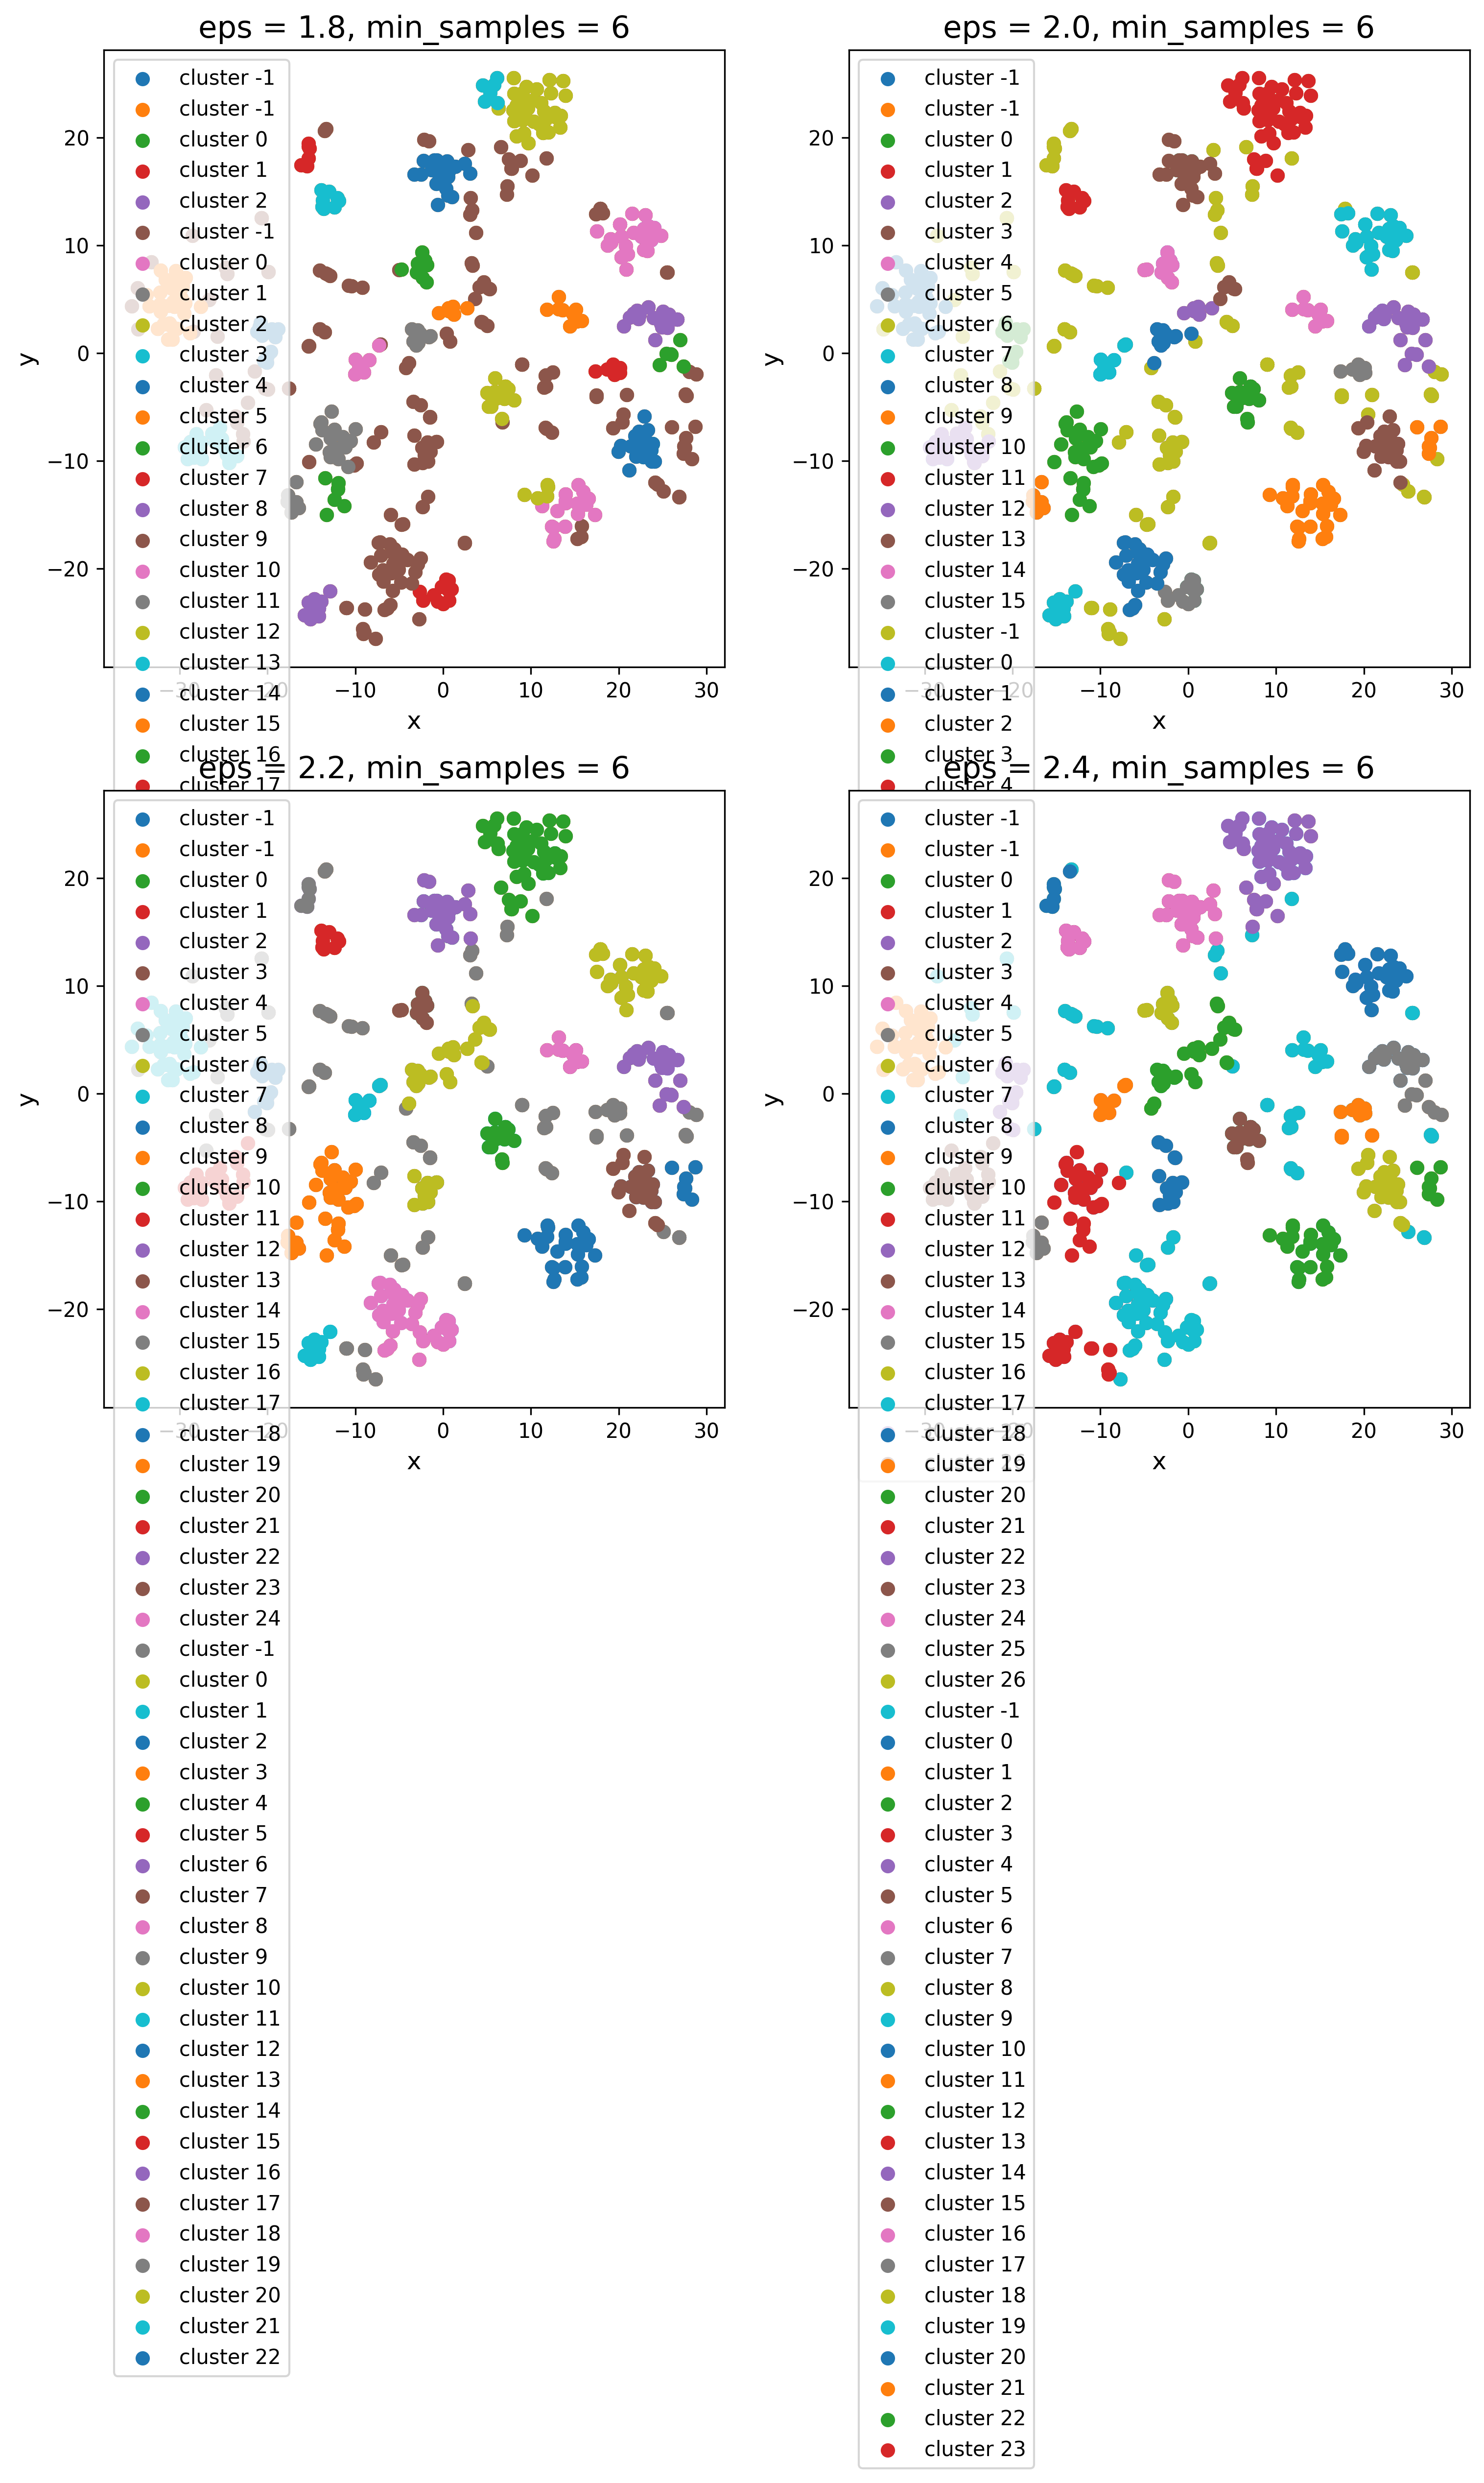 eps = 1.8, min_samples = 6
cluster -1
cluster -1
cluster 0
cluster 1
cluster 2
cluster -1
cluster 0
cluster 1
cluster 2
cluster 3
cluster 4
cluster 5
cluster 6
cluster 7
cluster 8
cluster 9
cluster 10
cluster 11
cluster 12
cluster 13
cluster 14
cluster 15
cluster 16
cluster 17
20
10
0
−10
−20
y
−30
−20
−10
0
10
20
30
x
eps = 2.0, min_samples = 6
cluster -1
cluster -1
cluster 0
cluster 1
cluster 2
cluster 3
cluster 4
cluster 5
cluster 6
cluster 7
cluster 8
cluster 9
cluster 10
cluster 11
cluster 12
cluster 13
cluster 14
cluster 15
cluster -1
cluster 0
cluster 1
cluster 2
cluster 3
cluster 4
20
10
0
−10
−20
y
−30
−20
−10
0
10
20
30
x
eps = 2.2, min_samples = 6
cluster -1
cluster -1
cluster 0
cluster 1
cluster 2
cluster 3
cluster 4
cluster 5
cluster 6
cluster 7
cluster 8
cluster 9
cluster 10
cluster 11
cluster 12
cluster 13
cluster 14
cluster 15
cluster 16
cluster 17
cluster 18
cluster 19
cluster 20
cluster 21
cluster 22
cluster 23
cluster 24
cluster -1
cluster 0
cluster 1
cluster 2
cluster 3
cluster 4
cluster 5
cluster 6
cluster 7
cluster 8
cluster 9
cluster 10
cluster 11
cluster 12
cluster 13
cluster 14
cluster 15
cluster 16
cluster 17
cluster 18
cluster 19
cluster 20
cluster 21
cluster 22
20
10
0
−10
−20
y
−30
−20
−10
0
10
20
30
x
eps = 2.4, min_samples = 6
cluster -1
cluster -1
cluster 0
cluster 1
cluster 2
cluster 3
cluster 4
cluster 5
cluster 6
cluster 7
cluster 8
cluster 9
cluster 10
cluster 11
cluster 12
cluster 13
cluster 14
cluster 15
cluster 16
cluster 17
cluster 18
cluster 19
cluster 20
cluster 21
cluster 22
cluster 23
cluster 24
cluster 25
cluster 26
cluster -1
cluster 0
cluster 1
cluster 2
cluster 3
cluster 4
cluster 5
cluster 6
cluster 7
cluster 8
cluster 9
cluster 10
cluster 11
cluster 12
cluster 13
cluster 14
cluster 15
cluster 16
cluster 17
cluster 18
cluster 19
cluster 20
cluster 21
cluster 22
cluster 23
20
10
0
−10
−20
y
−30
−20
−10
0
10
20
30
x